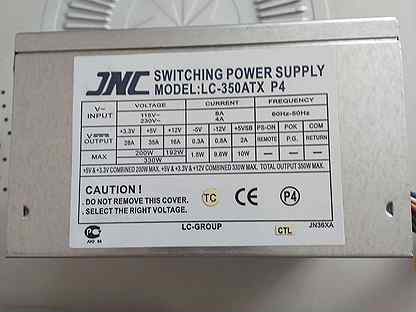 JNC SWITCHING POWER SUPPLY
MODEL:LC-350ATX P4
V~ INPUT VOLTAGE CURRENT FREQUENCY
115V~ 8A 60Hz-50Hz
230V~ 4A
V OUTPUT +3.3V +5V +12V -5V -12V +5VSB PS-ON POK COM
28A 35A 16A 0.3A 0.8A 2A REMOTE P.G. RETURN
MAX 200W 192W 1.5W 9.6W 10W — — —
330W
+5V & +3.3V COMBINED 200W MAX, +5V & +3.3V & +12V COMBINED 330W MAX, TOTAL OUTPUT 350W MAX.
CAUTION !
. DO NOT REMOVE THIS COVER.
. SELECT THE RIGHT VOLTAGE.
TC CE P4
LC-GROUP CTL JN36XA